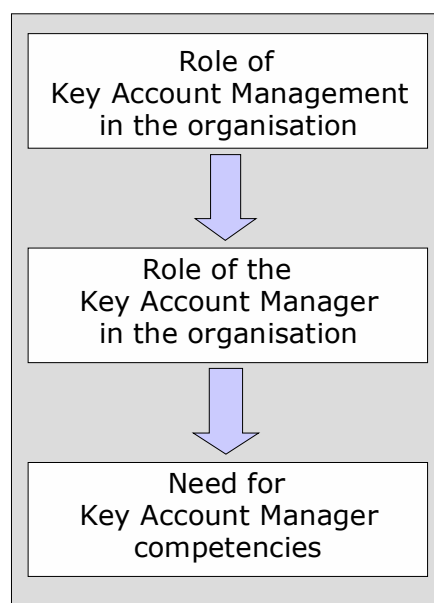 Role of
Key Account Management
in the organisation
Role of the
Key Account Manager
in the organisation
Need for
Key Account Manager
competencies